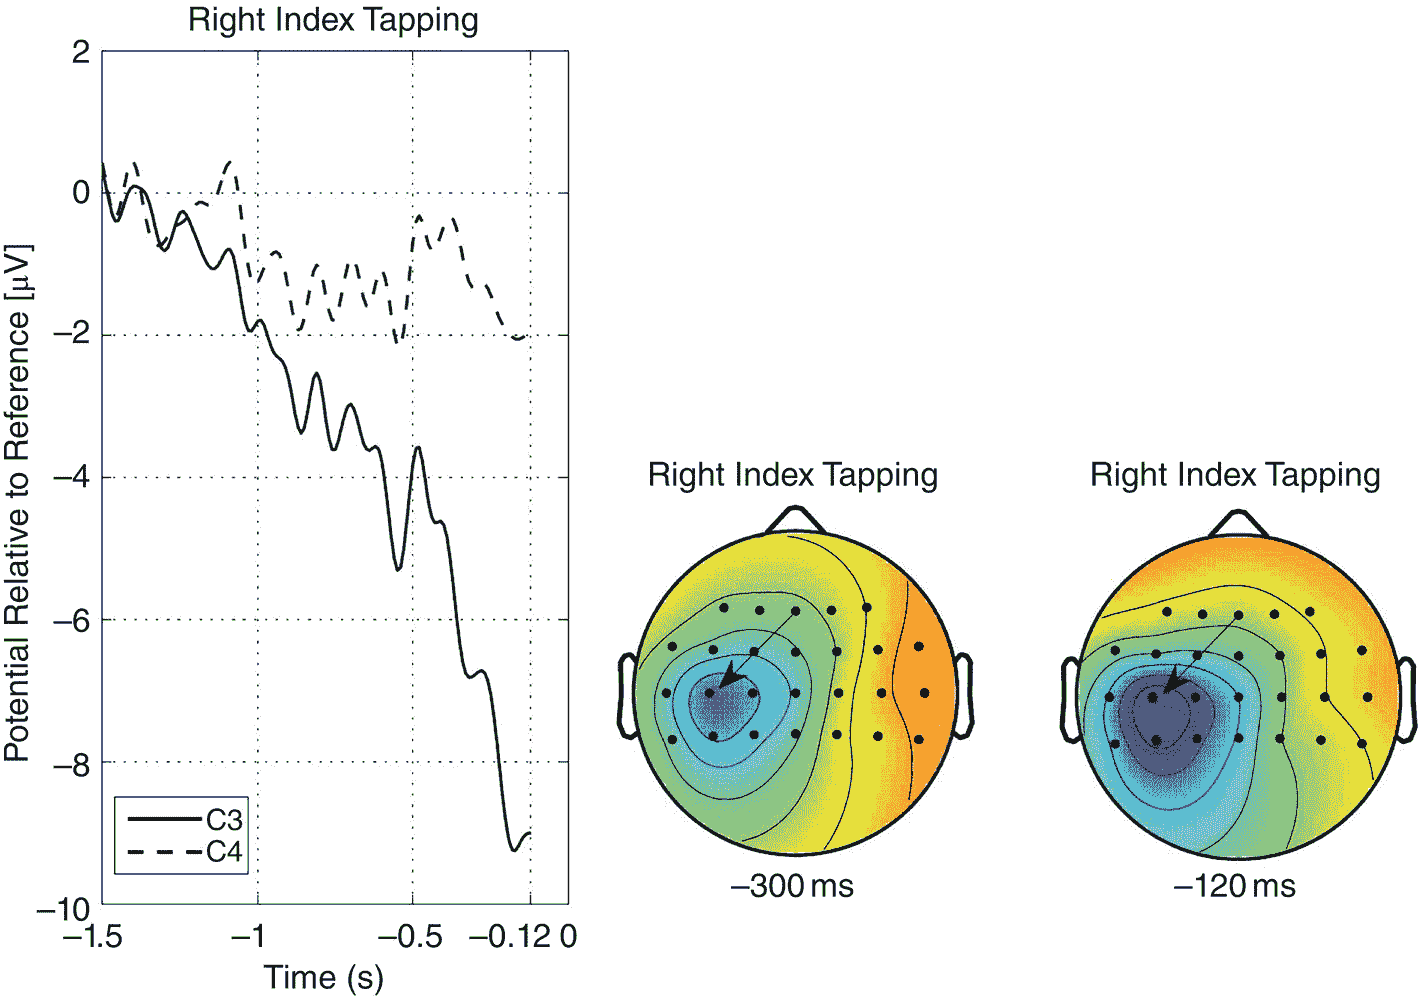 Right Index Tapping
Potential Relative to Reference [μV]
2
0
−2
−4
−6
−8
−10
C3
C4
−1.5
−1
−0.5
−0.12
0
Time (s)
Right Index Tapping
−300 ms
Right Index Tapping
−120 ms